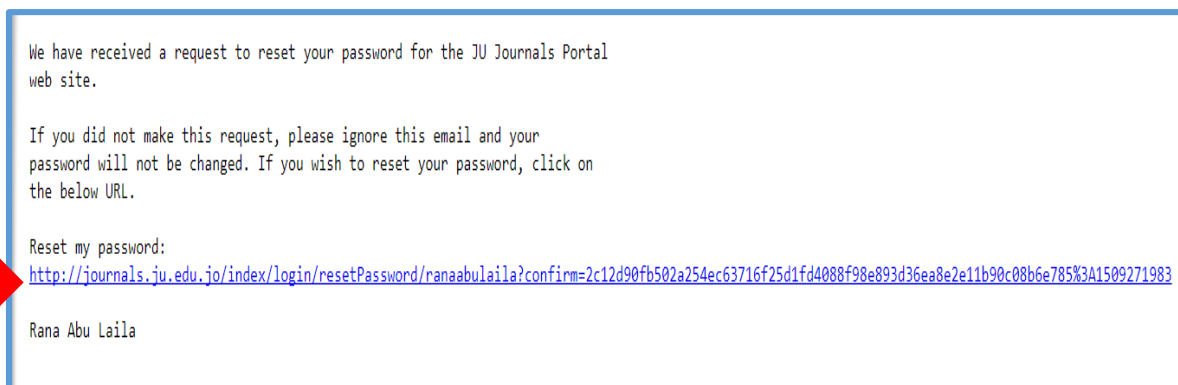 We have received a request to reset your password for the JU Journals Portal
web site.
If you did not make this request, please ignore this email and your
password will not be changed. If you wish to reset your password, click on
the below URL.
Reset my password:
http://journals.ju.edu.jo/index/login/resetPassword/ranaabulaila?confirm=2c12d90fb502a254ec63716f25d1fd4088f98e893d36ea8e2e11b90c08b6e785%3A1509271983
Rana Abu Laila